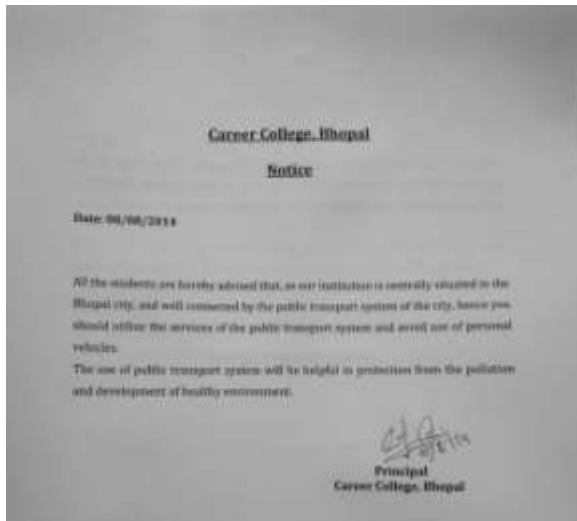 Career College, Bhopal
Notice
Date: 08/08/2014
All the students are hereby advised that, as our institution is centrally situated in the
Bhopal city, and well connected by the public transport system of the city, hence you
should utilize the services of the public transport system and avoid use of personal
vehicles.
The use of public transport system will be helpful in protection from the pollution
and development of healthy environment.
Principal
Career College, Bhopal